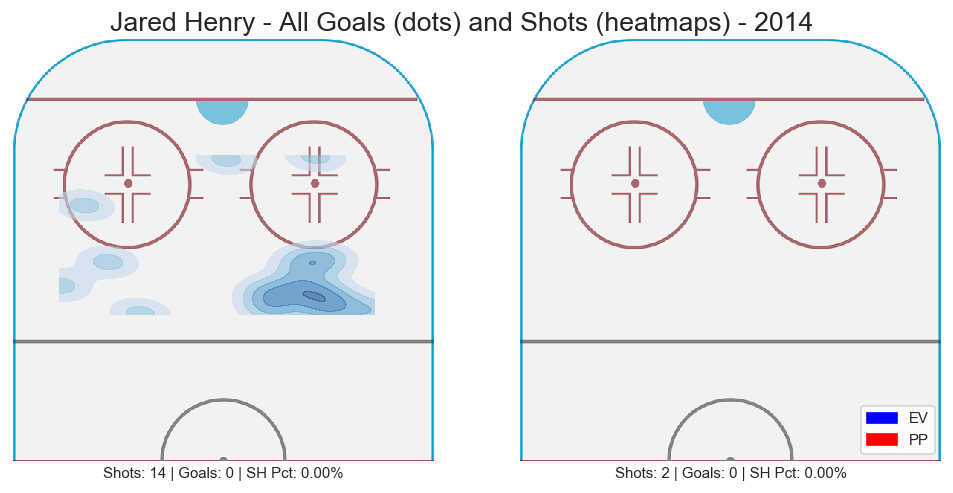 Jared Henry - All Goals (dots) and Shots (heatmaps) - 2014
EV
PP
Shots: 14 | Goals: 0 | SH Pct: 0.00%
Shots: 2 | Goals: 0 | SH Pct: 0.00%